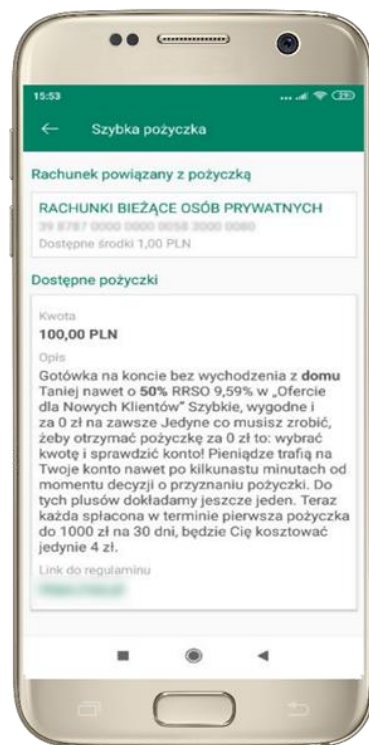 15:53
Szybka pożyczka
Rachunek powiązany z pożyczką
RACHUNKI BIEŻĄCE OSÓB PRYWATNYCH
Dostępne środki 1,00 PLN
Dostępne pożyczki
Kwota
100,00 PLN
Opis
Gotówka na koncie bez wychodzenia z domu
Taniej nawet o 50% RRSO 9,59% w „Ofercie
dla Nowych Klientów” Szybkie, wygodne i
za 0 zł na zawsze Jedyne co musisz zrobić,
żeby otrzymać pożyczkę za 0 zł to: wybrać
kwotę i sprawdzić konto! Pieniądze trafią na
Twoje konto nawet po kilkunastu minutach od
momentu decyzji o przyznaniu pożyczki. Do
tych plusów dokładamy jeszcze jeden. Teraz
każda spłacona w terminie pierwsza pożyczka
do 1000 zł na 30 dni, będzie Cię kosztować
jedynie 4 zł.
Link do regulaminu